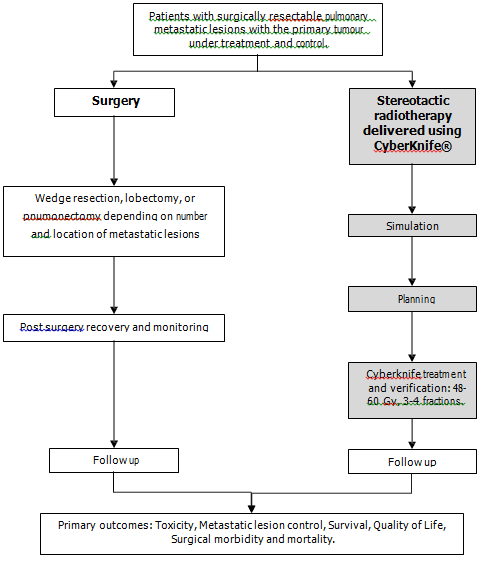 Patients with surgically resectable pulmonary
metastatic lesions with the primary tumour
under treatment and control.
Surgery
Stereotactic
radiotherapy
delivered using
CyberKnife®
Wedge resection, lobectomy, or
pnumonectomy depending on number
and location of metastatic lesions
Simulation
Planning
Post surgery recovery and monitoring
Cyberknife treatment
and verification: 48-
60 Gy, 3-4 fractions.
Follow up
Follow up
Primary outcomes: Toxicity, Metastatic lesion control, Survival, Quality of Life,
Surgical morbidity and mortality.